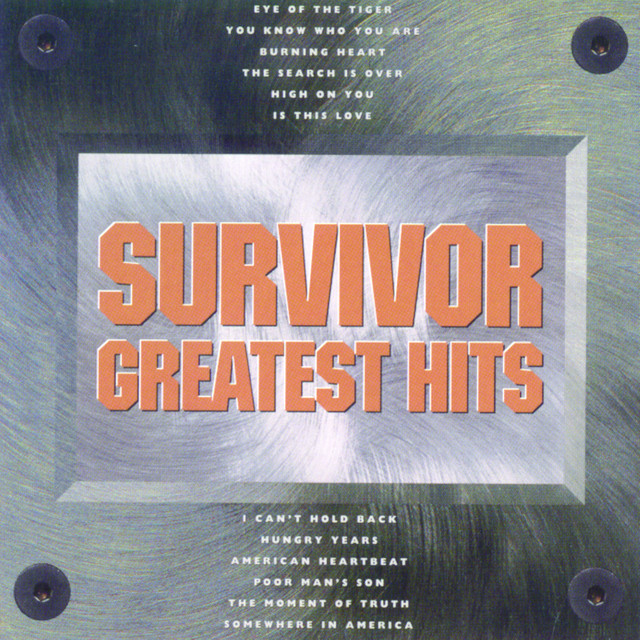 EYE OF THE TIGER
YOU KNOW WHO YOU ARE
BURNING HEART
THE SEARCH IS OVER
HIGH ON YOU
IS THIS LOVE
SURVIVOR
GREATEST HITS
I CAN'T HOLD BACK
HUNGRY YEARS
AMERICAN HEARTBEAT
POOR MAN'S SON
THE MOMENT OF TRUTH
SOMEWHERE IN AMERICA